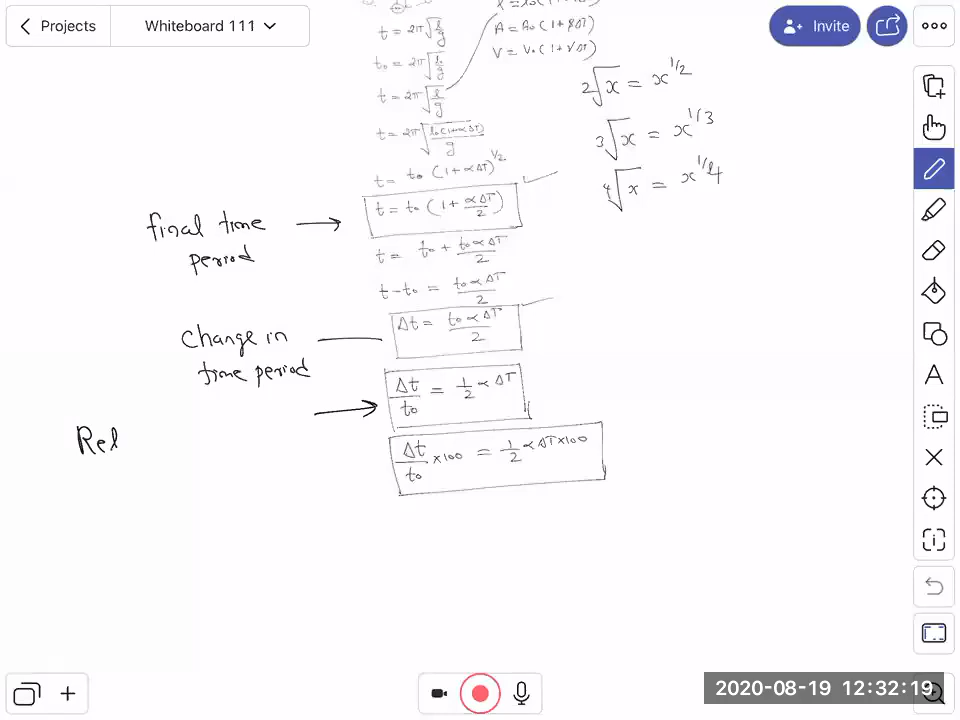 Projects
Whiteboard 111
Invite
t = 2π√(l/g)
A = A₀(1+βΔT)
V = V₀(1+γΔT)
t₀ = 2π√(l₀/g)
t = 2π√(l/g)
t = 2π√(l₀(1+αΔT)/g)
t = t₀ (1+αΔT)^1/2
t = t₀ (1+αΔT/2)
t = t₀ + t₀αΔT/2
t-t₀ = t₀αΔT/2
Δt = t₀αΔT/2
Δt/t₀ = 1/2 αΔT
Δt/t₀ ×100 = 1/2 αΔT×100
²√x = x^1/2
³√x = x^1/3
⁴√x = x^1/4
final time
period
Change in
time period
Rel
2020-08-19 12:32:19